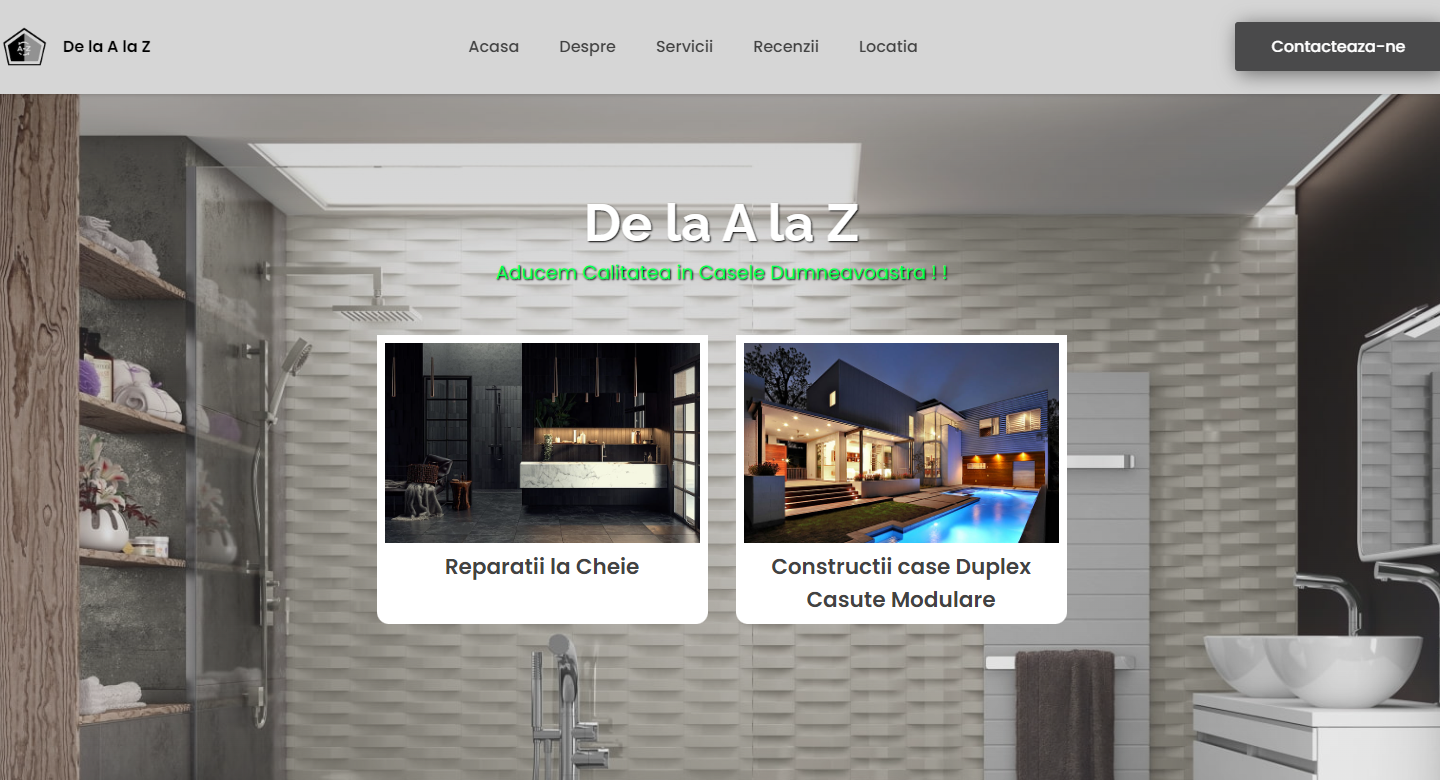 De la A la Z
Acasa
Despre
Servicii
Recenzii
Locatia
Contacteaza-ne
De la A la Z
Aducem Calitatea in Casele Dumneavoastra ! !
Reparatii la Cheie
Constructii case Duplex
Casute Modulare